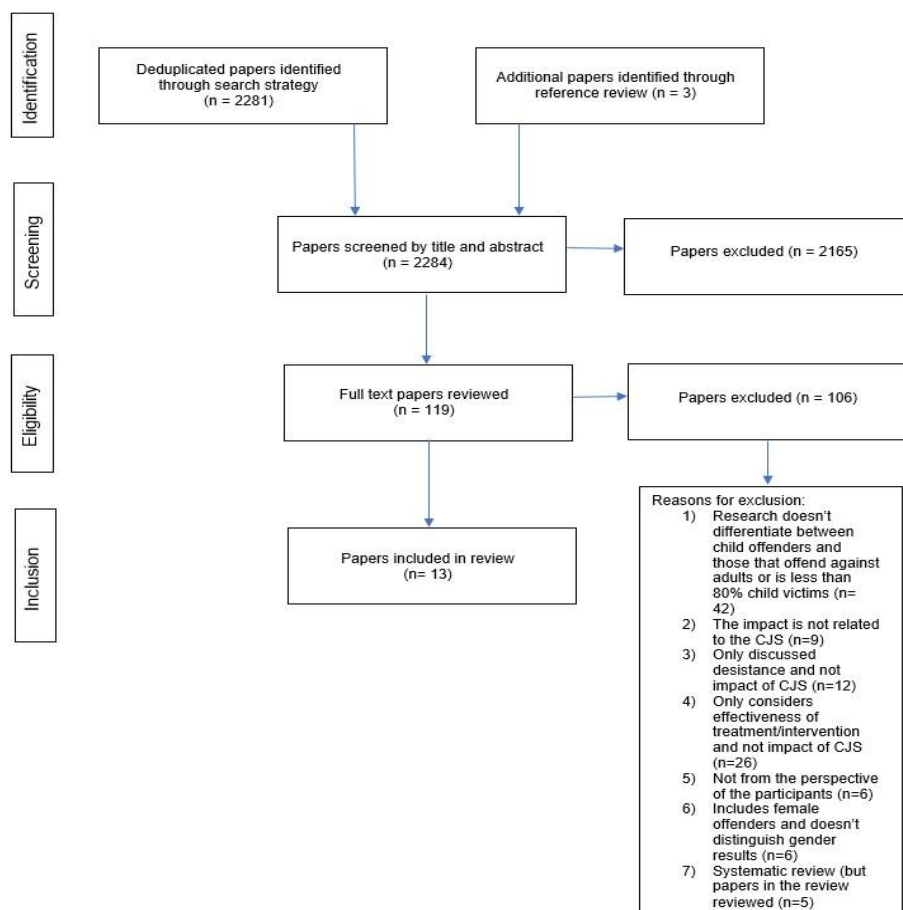 Identification
Deduplicated papers identified
through search strategy
(n = 2281)
Additional papers identified through
reference review (n = 3)
Screening
Papers screened by title and abstract
(n = 2284)
Papers excluded (n = 2165)
Eligibility
Full text papers reviewed
(n = 119)
Papers excluded (n = 106)
Inclusion
Papers included in review
(n= 13)
Reasons for exclusion:
1) Research doesn't
differentiate between
child offenders and
those that offend against
adults or is less than
80% child victims (n=
42)
2) The impact is not related
to the CJS (n=9)
3) Only discussed
desistance and not
impact of CJS (n=12)
4) Only considers
effectiveness of
treatment/intervention
and not impact of CJS
(n=26)
5) Not from the perspective
of the participants (n=6)
6) Includes female
offenders and doesn't
distinguish gender
results (n=6)
7) Systematic review (but
papers in the review
reviewed (n=5)